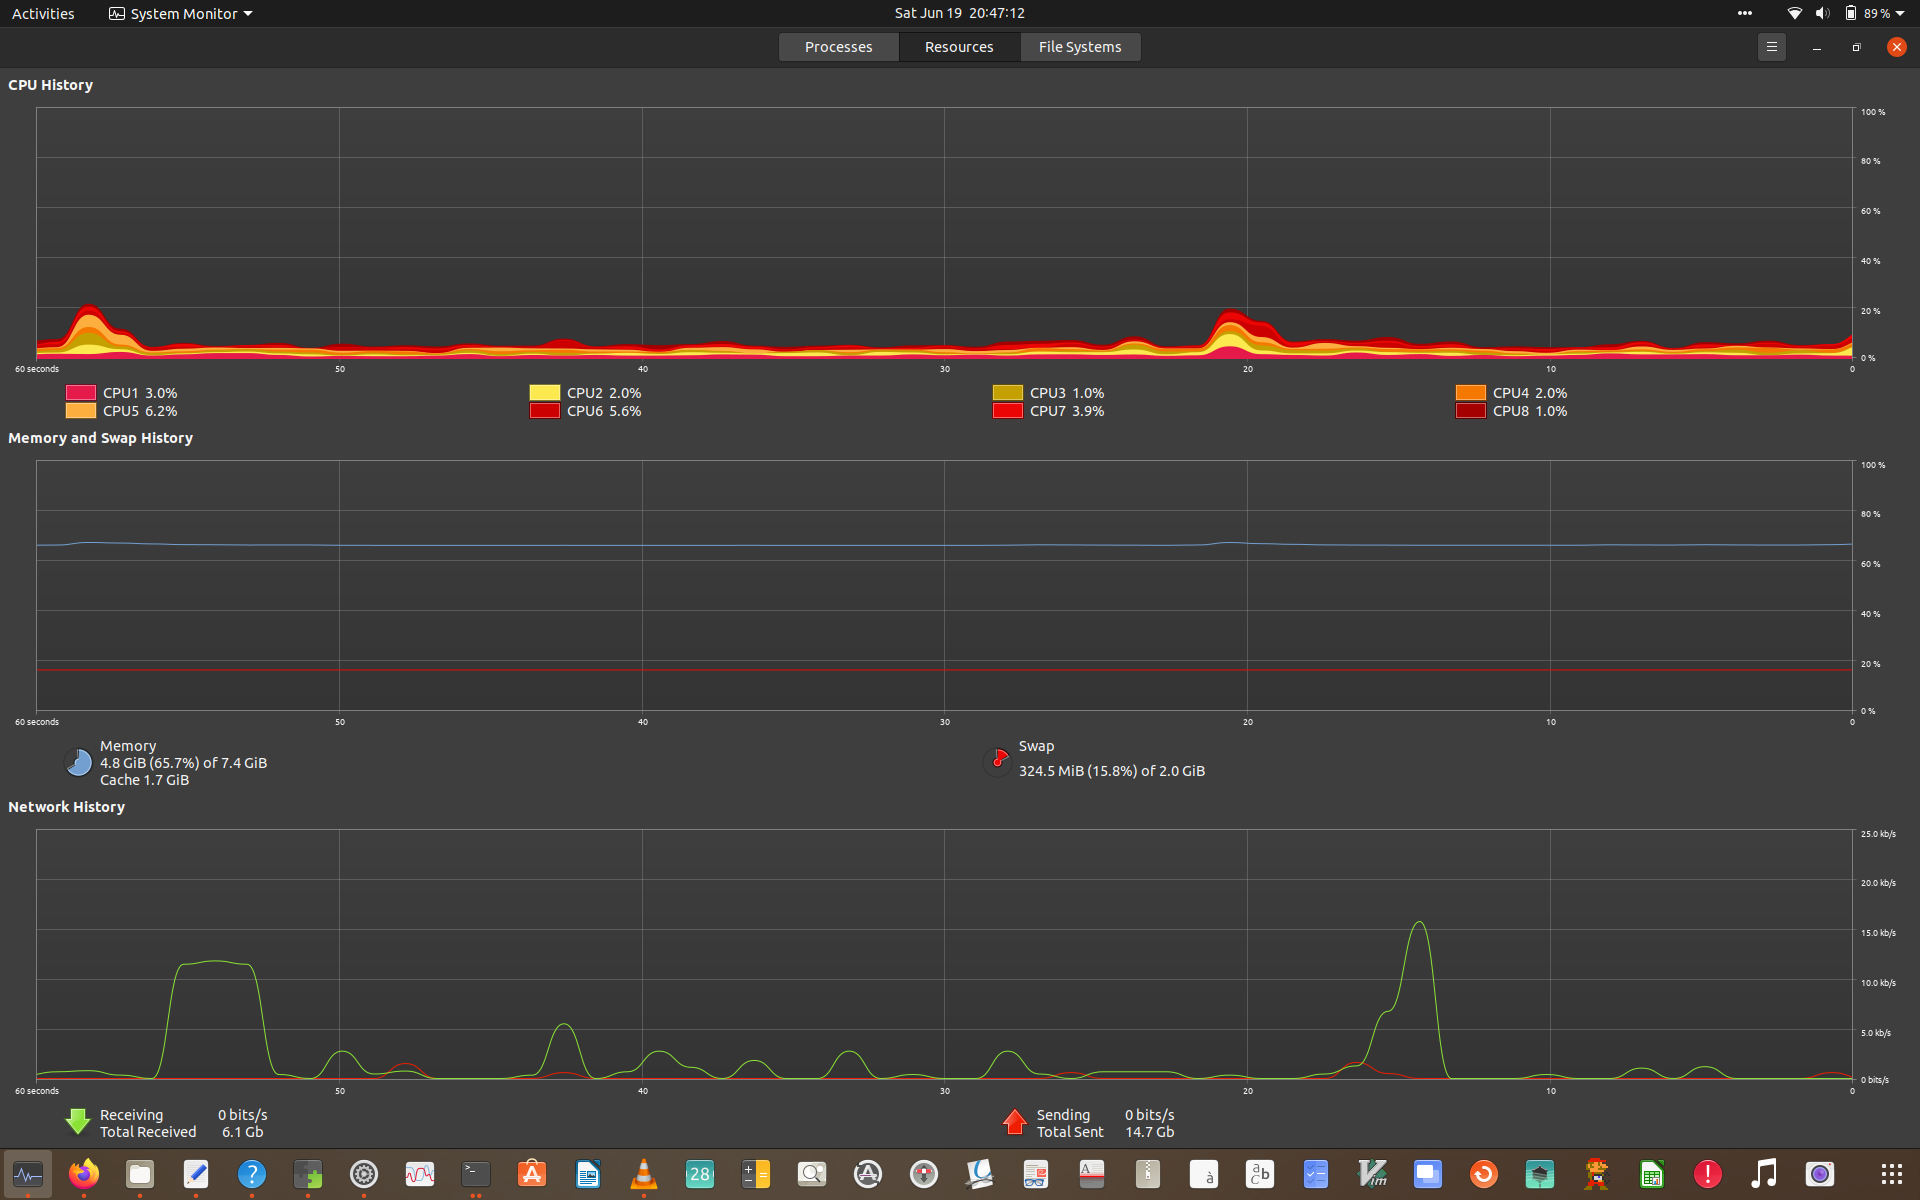 Activities
System Monitor
Sat Jun 19 20:47:12
89 %
Processes
Resources
File Systems
CPU History
100 %
80 %
60 %
40 %
20 %
0 %
60 seconds 50 40 30 20 10 0
CPU1 3.0% CPU2 2.0% CPU3 1.0% CPU4 2.0%
CPU5 6.2% CPU6 5.6% CPU7 3.9% CPU8 1.0%
Memory and Swap History
100 %
80 %
60 %
40 %
20 %
0 %
60 seconds 50 40 30 20 10 0
Memory
4.8 GiB (65.7%) of 7.4 GiB
Cache 1.7 GiB
Swap
324.5 MiB (15.8%) of 2.0 GiB
Network History
25.0 kb/s
20.0 kb/s
15.0 kb/s
10.0 kb/s
5.0 kb/s
0 bits/s
60 seconds 50 40 30 20 10 0
Receiving 0 bits/s
Total Received 6.1 Gb
Sending 0 bits/s
Total Sent 14.7 Gb
28
à
a b c
Vim